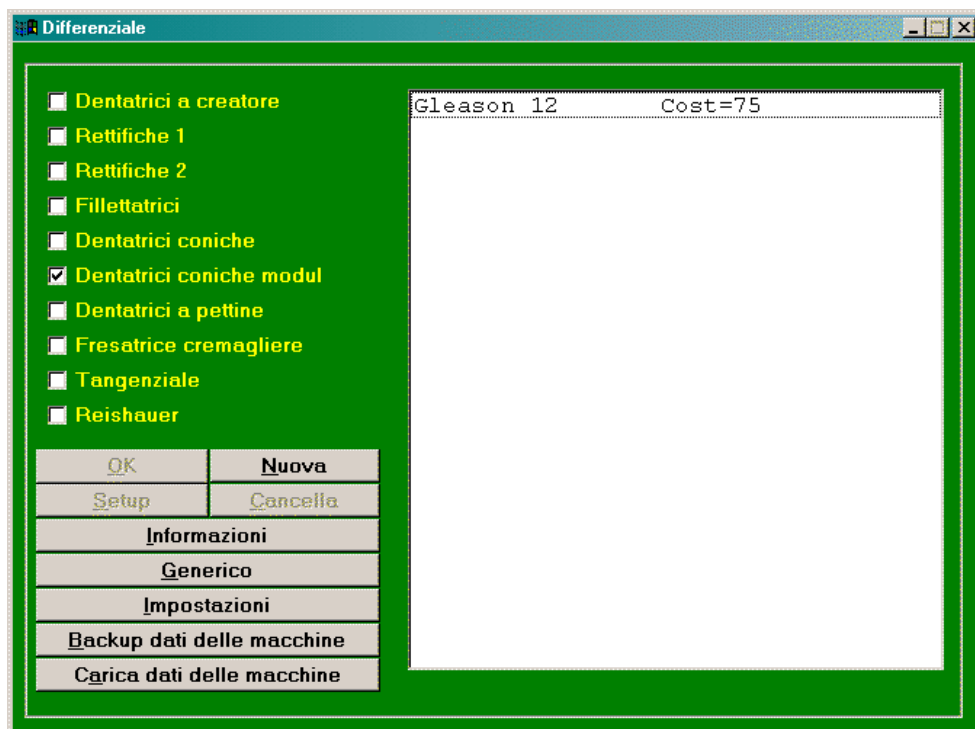 Differenziale
Dentatrici a creatore
Rettifiche 1
Rettifiche 2
Fillettatrici
Dentatrici coniche
Dentatrici coniche modul
Dentatrici a pettine
Fresatrice cremagliere
Tangenziale
Reishauer
Gleason 12 Cost=75
OK Nuova
Setup Cancella
Informazioni
Generico
Impostazioni
Backup dati delle macchine
Carica dati delle macchine